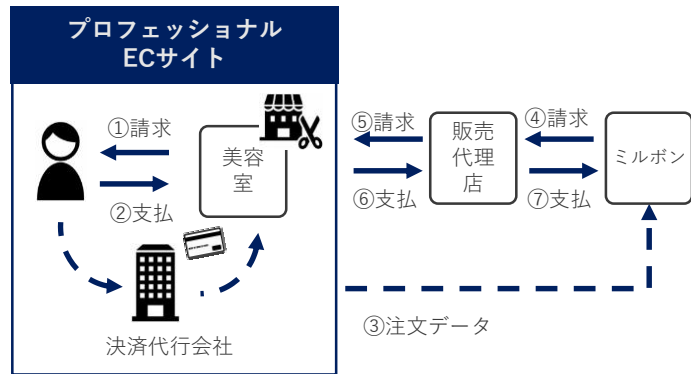 プロフェッショナル
ECサイト
①請求
②支払
美容
室
決済代行会社
⑤請求
⑥支払
販売
代理
店
④請求
⑦支払
ミルボン
③注文データ